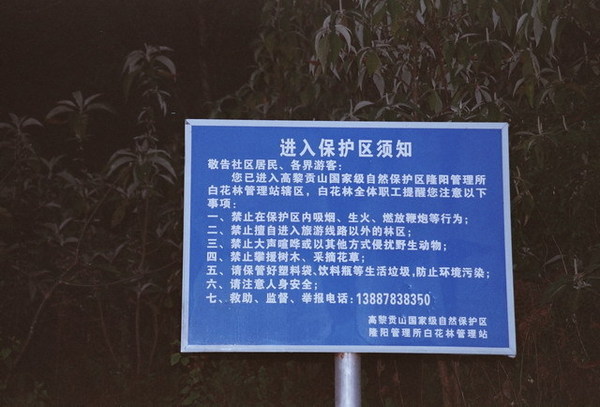 进入保护区须知
敬告社区居民、各界游客：
您已进入高黎贡山国家级自然保护区隆阳管理所
白花林管理站辖区，白花林全体职工提醒您注意以下
事项：
一、禁止在保护区内吸烟、生火、燃放鞭炮等行为；
二、禁止擅自进入旅游线路以外的林区；
三、禁止大声喧哗或以其他方式侵扰野生动物；
四、禁止攀援树木、采摘花草；
五、请保管好塑料袋、饮料瓶等生活垃圾，防止环境污染；
六、请注意人身安全；
七、救助、监督、举报电话：13887838350
高黎贡山国家级自然保护区
隆阳管理所白花林管理站